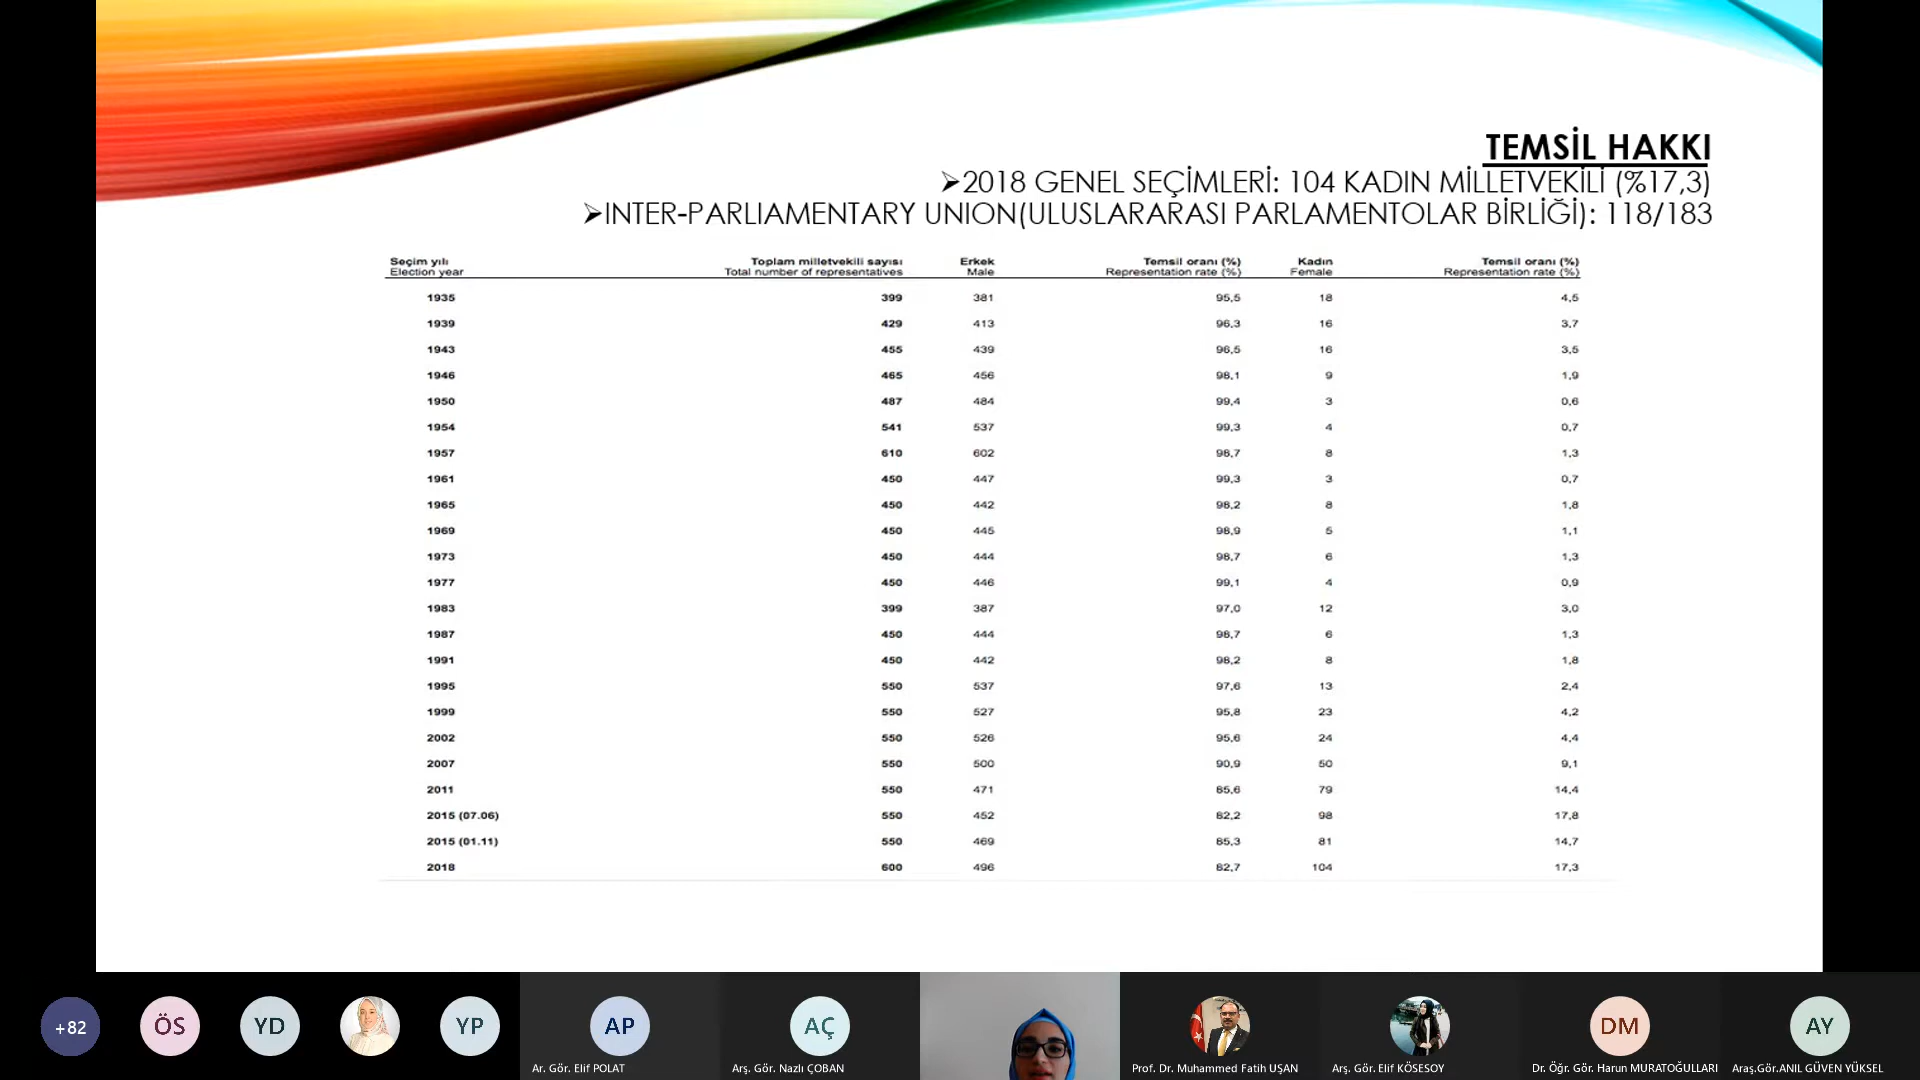 TEMSİL HAKKI
➢2018 GENEL SEÇİMLERİ: 104 KADIN MİLLETVEKİLİ (%17,3)
➢INTER-PARLIAMENTARY UNION(ULUSLARARASI PARLAMENTOLAR BİRLİĞİ): 118/183
Seçim yılı Toplam milletvekili sayısı Erkek Temsil oranı (%) Kadın Temsil oranı (%)
Election year Total number of representatives Male Representation rate (%) Female Representation rate (%)
1935 399 381 95,5 18 4,5
1939 429 413 96,3 16 3,7
1943 455 439 96,5 16 3,5
1946 465 456 98,1 9 1,9
1950 487 484 99,4 3 0,6
1954 541 537 99,3 4 0,7
1957 610 602 98,7 8 1,3
1961 450 447 99,3 3 0,7
1965 450 442 98,2 8 1,8
1969 450 445 98,9 5 1,1
1973 450 444 98,7 6 1,3
1977 450 446 99,1 4 0,9
1983 399 387 97,0 12 3,0
1987 450 444 98,7 6 1,3
1991 450 442 98,2 8 1,8
1995 550 537 97,6 13 2,4
1999 550 527 95,8 23 4,2
2002 550 526 95,6 24 4,4
2007 550 500 90,9 50 9,1
2011 550 471 85,6 79 14,4
2015 (07.06) 550 452 82,2 98 17,8
2015 (01.11) 550 469 85,3 81 14,7
2018 600 496 82,7 104 17,3
+82 ÖS YD YP AP AÇ DM AY
Ar. Gör. Elif POLAT Arş. Gör. Nazlı ÇOBAN Prof. Dr. Muhammed Fatih UŞAN Arş. Gör. Elif KÖSESOY Dr. Öğr. Gör. Harun MURATOĞULLARI Araş.Gör.ANIL GÜVEN YÜKSEL